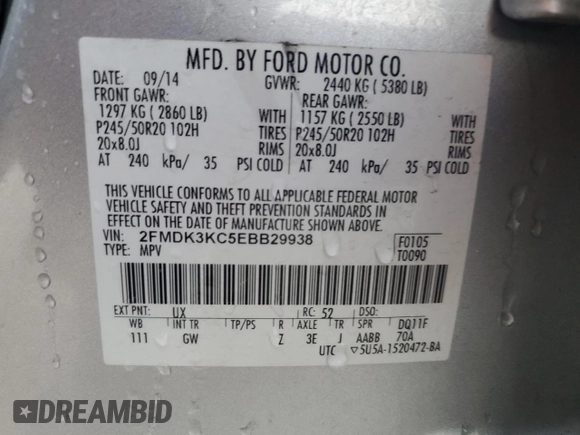 MFD. BY FORD MOTOR CO.
DATE: 09/14 GVWR: 2440 KG ( 5380 LB)
FRONT GAWR: REAR GAWR:
1297 KG ( 2860 LB) WITH 1157 KG ( 2550 LB) WITH
P245/50R20 102H TIRES P245/50R20 102H TIRES
20x8.0J RIMS 20x8.0J RIMS
AT 240 kPa/ 35 PSI COLD AT 240 kPa/ 35 PSI COLD
THIS VEHICLE CONFORMS TO ALL APPLICABLE FEDERAL MOTOR
VEHICLE SAFETY AND THEFT PREVENTION STANDARDS IN
EFFECT ON THE DATE OF MANUFACTURE SHOWN ABOVE.
VIN: 2FMDK3KC5EBB29938 F0105
TYPE: MPV T0090
EXT PNT: UX RC: 52 DSO:
WB INT TR TP/PS R AXLE TR SPR DQ11F
111 GW Z 3E J AABB 70A
UTC ▽5U5A-1520472-BA
DREAMBID